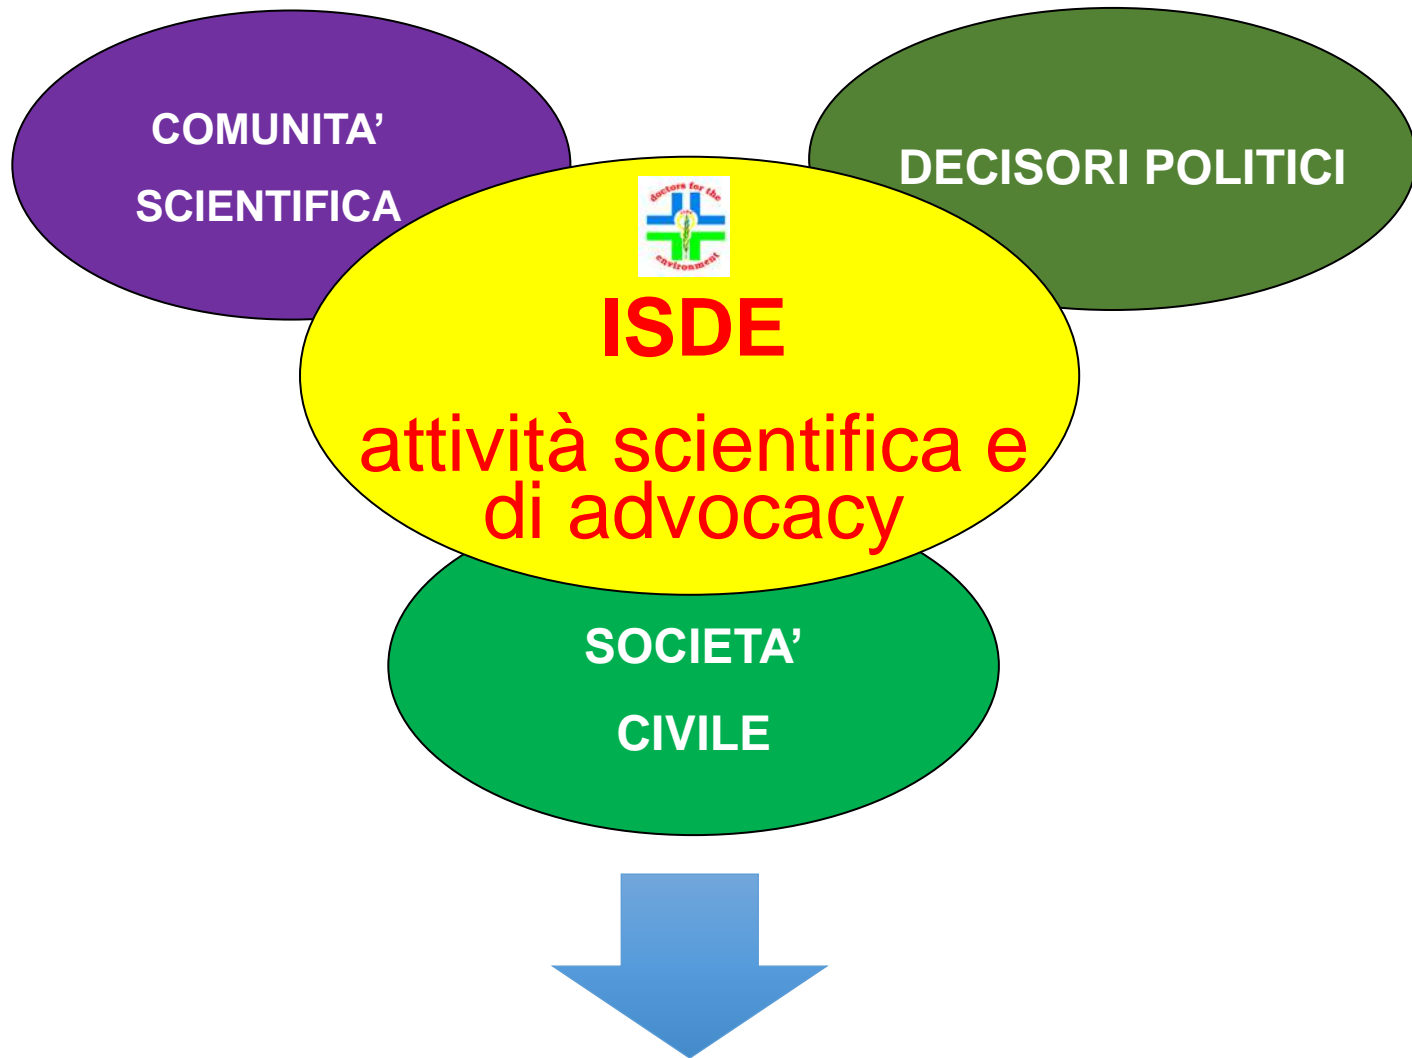 COMUNITA’
SCIENTIFICA
DECISORI POLITICI
doctors for the
environment
ISDE
attività scientifica e
di advocacy
SOCIETA’
CIVILE